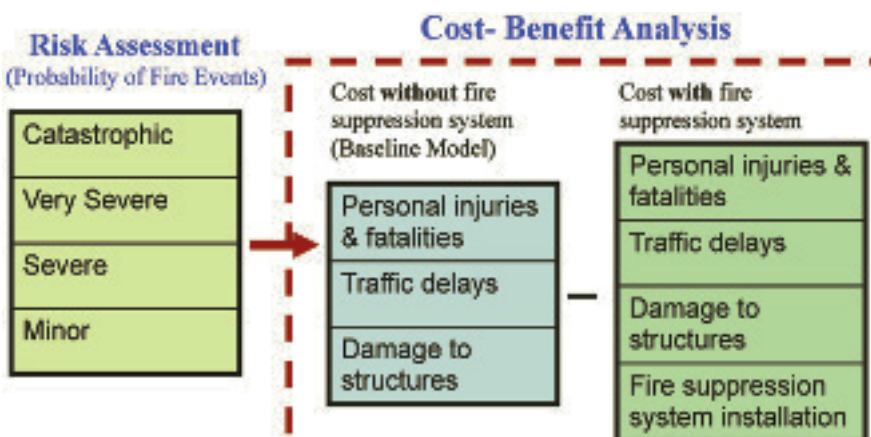 Risk Assessment
(Probability of Fire Events)
Catastrophic
Very Severe
Severe
Minor
Cost- Benefit Analysis
Cost without fire
suppression system
(Baseline Model)
Personal injuries
& fatalities
Traffic delays
Damage to
structures
–
Cost with fire
suppression system
Personal injuries &
fatalities
Traffic delays
Damage to
structures
Fire suppression
system installation